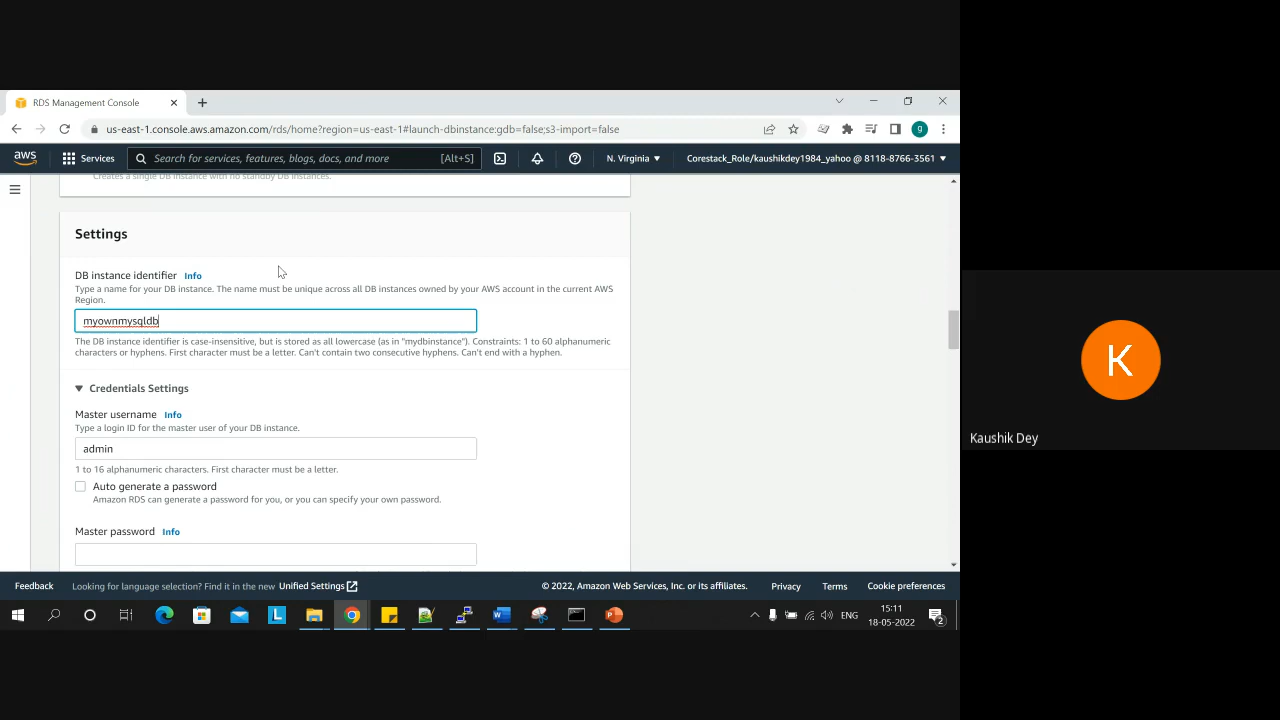 RDS Management Console
us-east-1.console.aws.amazon.com/rds/home?region=us-east-1#launch-dbinstance:gdb=false;s3-import=false
g
aws
Services
Search for services, features, blogs, docs, and more
[Alt+S]
N. Virginia
Corestack_Role/kaushikdey1984_yahoo @ 8118-8766-3561
Creates a single DB instance with no standby DB instances.
Settings
DB instance identifier Info
Type a name for your DB instance. The name must be unique across all DB instances owned by your AWS account in the current AWS
Region.
myownmysqldb
The DB instance identifier is case-insensitive, but is stored as all lowercase (as in "mydbinstance"). Constraints: 1 to 60 alphanumeric
characters or hyphens. First character must be a letter. Can't contain two consecutive hyphens. Can't end with a hyphen.
Credentials Settings
Master username Info
Type a login ID for the master user of your DB instance.
admin
1 to 16 alphanumeric characters. First character must be a letter.
Auto generate a password
Amazon RDS can generate a password for you, or you can specify your own password.
Master password Info
K
Kaushik Dey
Feedback
Looking for language selection? Find it in the new Unified Settings
© 2022, Amazon Web Services, Inc. or its affiliates.
Privacy
Terms
Cookie preferences
L
W
P
ENG
15:11
18-05-2022
2